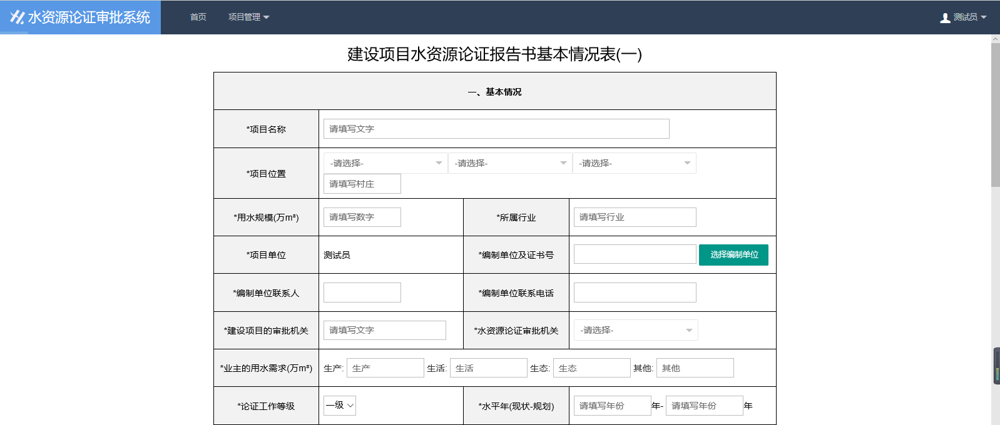 水资源论证审批系统 首页 项目管理 测试员
建设项目水资源论证报告书基本情况表(一)
一、基本情况
*项目名称 请填写文字
*项目位置 -请选择- -请选择- -请选择-
请填写村庄
*用水规模(万m³) 请填写数字 *所属行业 请填写行业
*项目单位 测试员 *编制单位及证书号 选择编制单位
*编制单位联系人 *编制单位联系电话
*建设项目的审批机关 请填写文字 *水资源论证审批机关 -请选择-
*业主的用水需求(万m³) 生产: 生产 生活: 生活 生态: 生态 其他: 其他
*论证工作等级 一级 *水平年(现状-规划) 请填写年份 年- 请填写年份 年